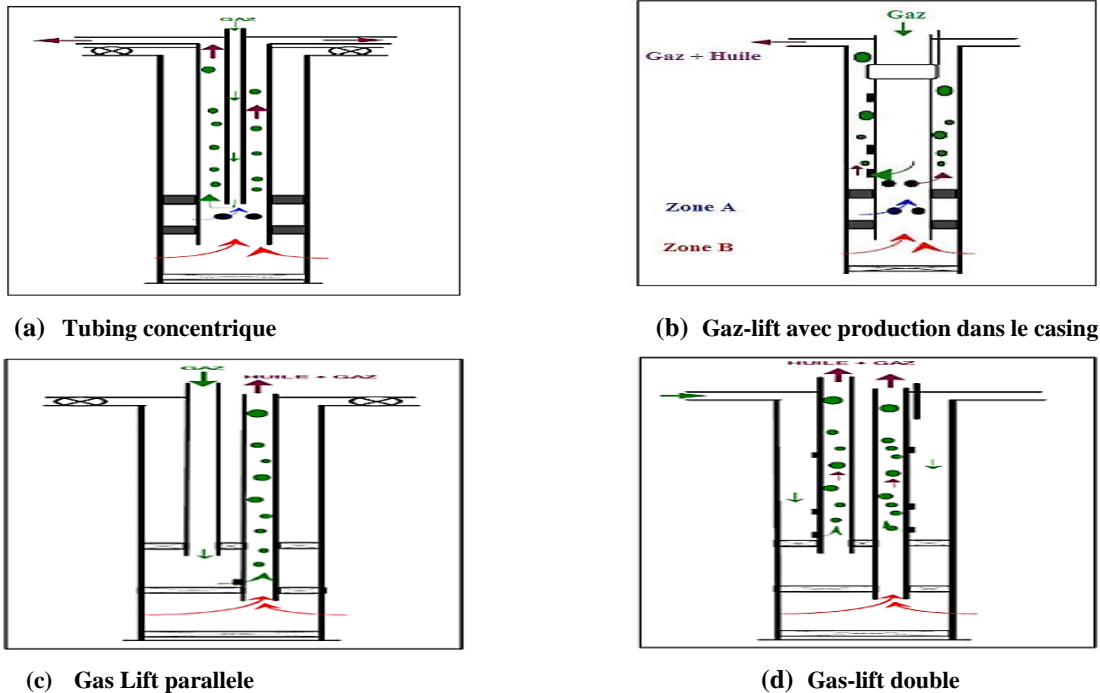 GAZ
(a) Tubing concentrique
Gaz
Gaz + Huile
Zone A
Zone B
(b) Gaz-lift avec production dans le casing
GAZ
HUILE + GAZ
(c) Gas Lift parallele
HUILE + GAZ
(d) Gas-lift double